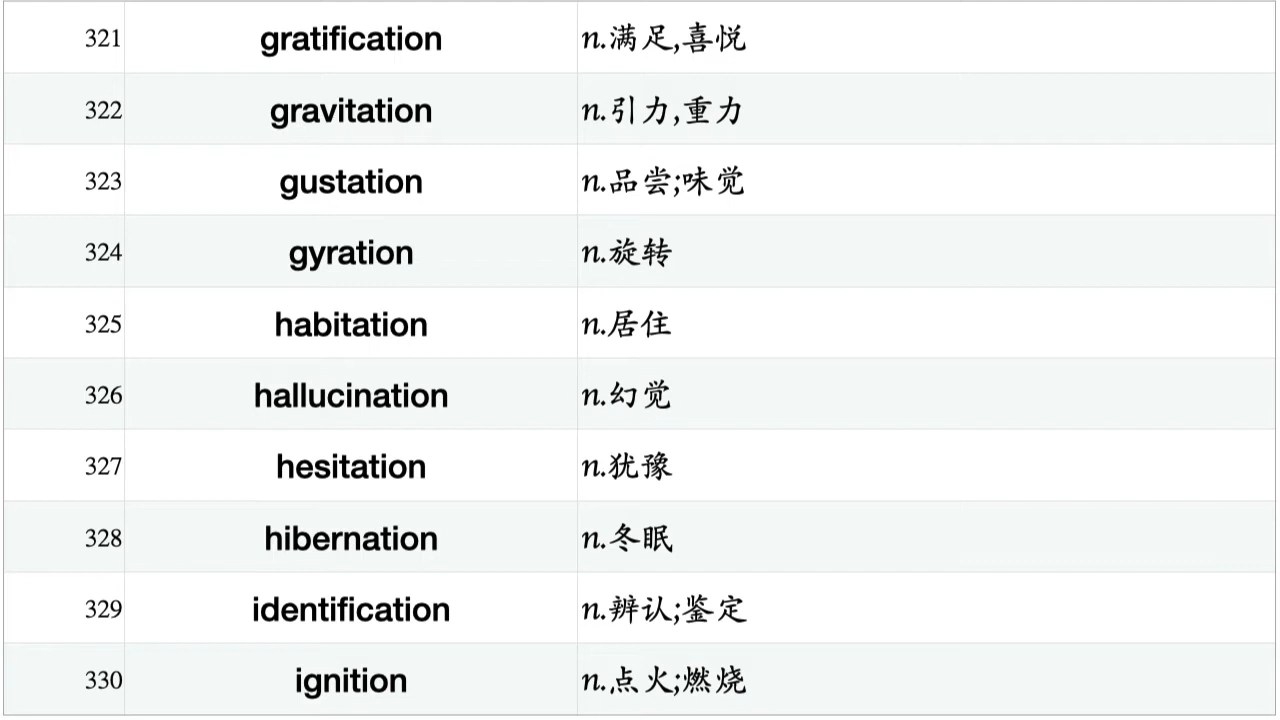 321 gratification n.满足,喜悦
322 gravitation n.引力,重力
323 gustation n.品尝;味觉
324 gyration n.旋转
325 habitation n.居住
326 hallucination n.幻觉
327 hesitation n.犹豫
328 hibernation n.冬眠
329 identification n.辨认;鉴定
330 ignition n.点火;燃烧